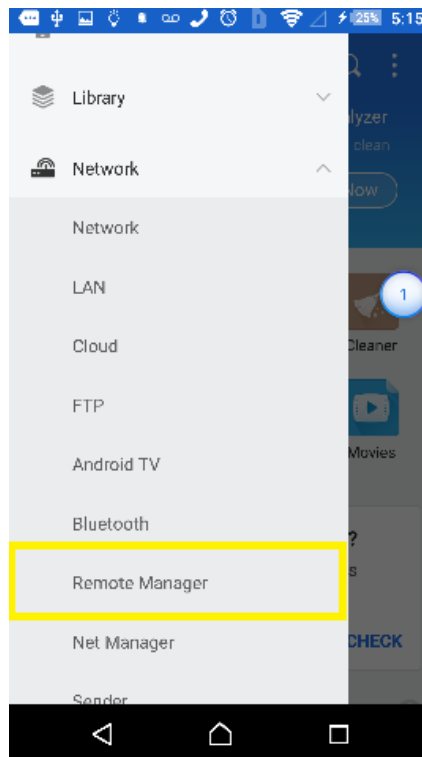 25% 5:15
Library
lyzer
clean
Network
Now
Network
LAN
1
Cloud
Cleaner
FTP
Android TV
Movies
Bluetooth
?
Remote Manager
s
Net Manager
CHECK
Sender